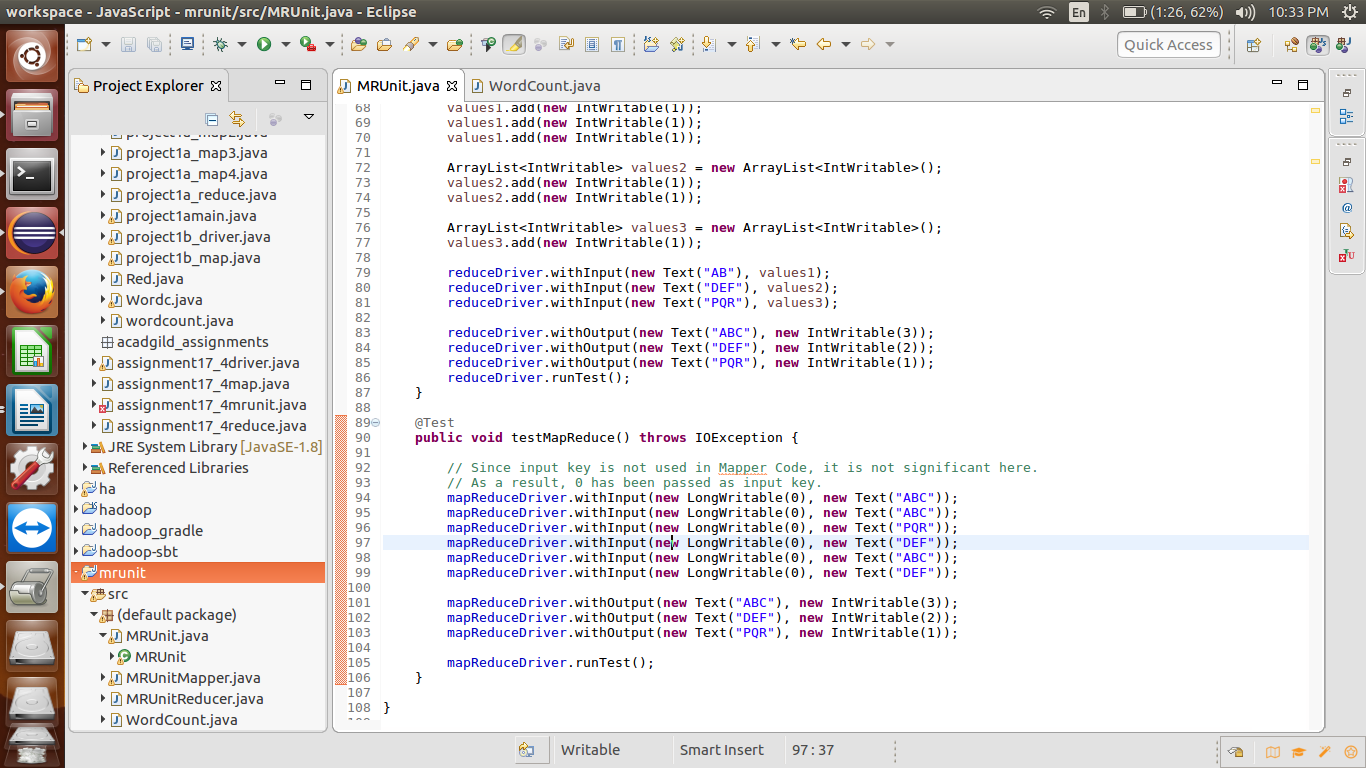 workspace - JavaScript - mrunit/src/MRUnit.java - Eclipse
En
(1:26, 62%)
10:33 PM
Quick Access
Project Explorer
MRUnit.java
WordCount.java
project1a_map2.java
project1a_map3.java
project1a_map4.java
project1a_reduce.java
project1amain.java
project1b_driver.java
project1b_map.java
Red.java
Wordc.java
wordcount.java
acadgild_assignments
assignment17_4driver.java
assignment17_4map.java
assignment17_4mrunit.java
assignment17_4reduce.java
JRE System Library [JavaSE-1.8]
Referenced Libraries
ha
hadoop
hadoop_gradle
hadoop-sbt
mrunit
src
(default package)
MRUnit.java
MRUnit
MRUnitMapper.java
MRUnitReducer.java
WordCount.java
68 values1.add(new IntWritable(1));
69 values1.add(new IntWritable(1));
70 values1.add(new IntWritable(1));
71
72 ArrayList<IntWritable> values2 = new ArrayList<IntWritable>();
73 values2.add(new IntWritable(1));
74 values2.add(new IntWritable(1));
75
76 ArrayList<IntWritable> values3 = new ArrayList<IntWritable>();
77 values3.add(new IntWritable(1));
78
79 reduceDriver.withInput(new Text("AB"), values1);
80 reduceDriver.withInput(new Text("DEF"), values2);
81 reduceDriver.withInput(new Text("PQR"), values3);
82
83 reduceDriver.withOutput(new Text("ABC"), new IntWritable(3));
84 reduceDriver.withOutput(new Text("DEF"), new IntWritable(2));
85 reduceDriver.withOutput(new Text("PQR"), new IntWritable(1));
86 reduceDriver.runTest();
87 }
88
89 @Test
90 public void testMapReduce() throws IOException {
91
92 // Since input key is not used in Mapper Code, it is not significant here.
93 // As a result, 0 has been passed as input key.
94 mapReduceDriver.withInput(new LongWritable(0), new Text("ABC"));
95 mapReduceDriver.withInput(new LongWritable(0), new Text("ABC"));
96 mapReduceDriver.withInput(new LongWritable(0), new Text("PQR"));
97 mapReduceDriver.withInput(new LongWritable(0), new Text("DEF"));
98 mapReduceDriver.withInput(new LongWritable(0), new Text("ABC"));
99 mapReduceDriver.withInput(new LongWritable(0), new Text("DEF"));
100
101 mapReduceDriver.withOutput(new Text("ABC"), new IntWritable(3));
102 mapReduceDriver.withOutput(new Text("DEF"), new IntWritable(2));
103 mapReduceDriver.withOutput(new Text("PQR"), new IntWritable(1));
104
105 mapReduceDriver.runTest();
106 }
107
108 }
Writable
Smart Insert
97 : 37